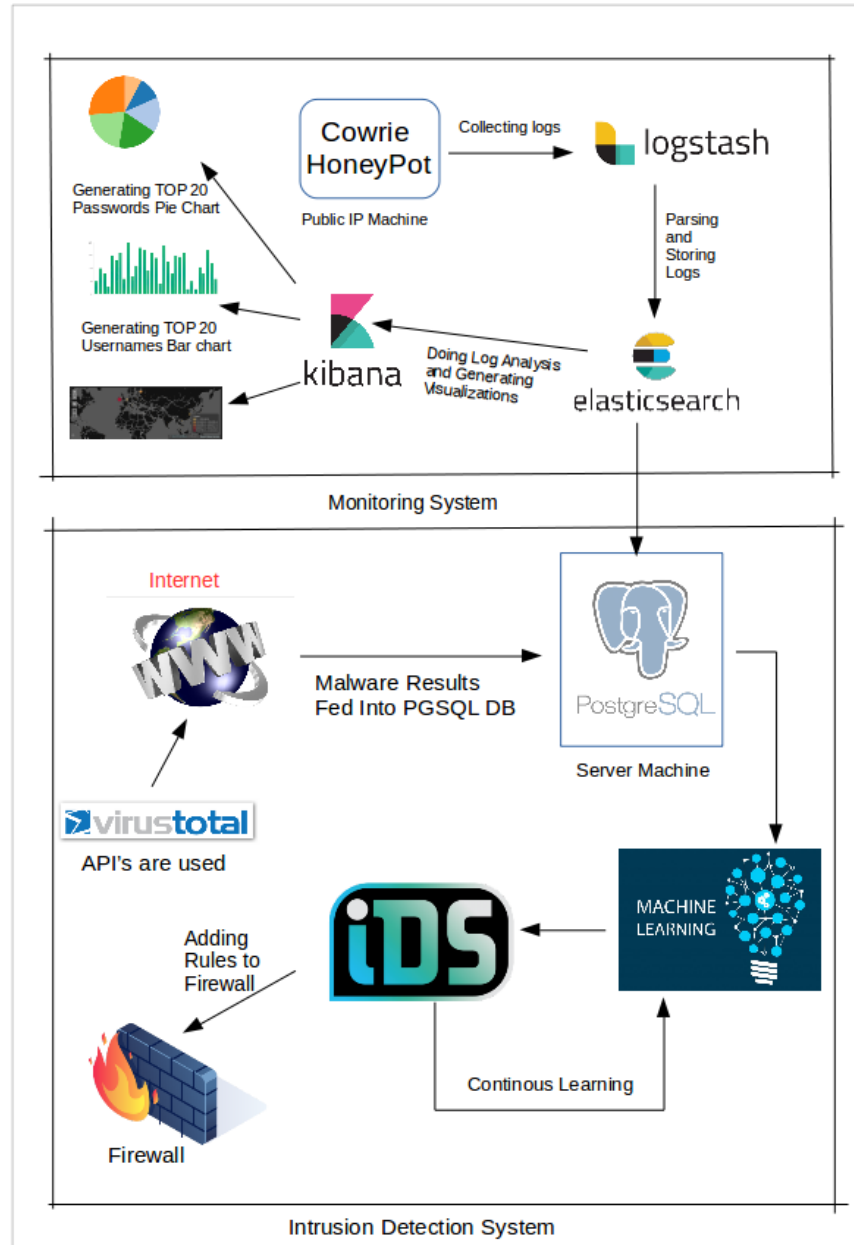 Cowrie
HoneyPot
Public IP Machine
Collecting logs
logstash
Parsing
and
Storing
Logs
elasticsearch
Doing Log Analysis
and Generating
Visualizations
kibana
Generating TOP 20
Passwords Pie Chart
Generating TOP 20
Usernames Bar chart
Monitoring System
Internet
WWW
Malware Results
Fed Into PGSQL DB
PostgreSQL
Server Machine
virustotal
API's are used
MACHINE
LEARNING
iDS
Adding
Rules to
Firewall
Continous Learning
Firewall
Intrusion Detection System